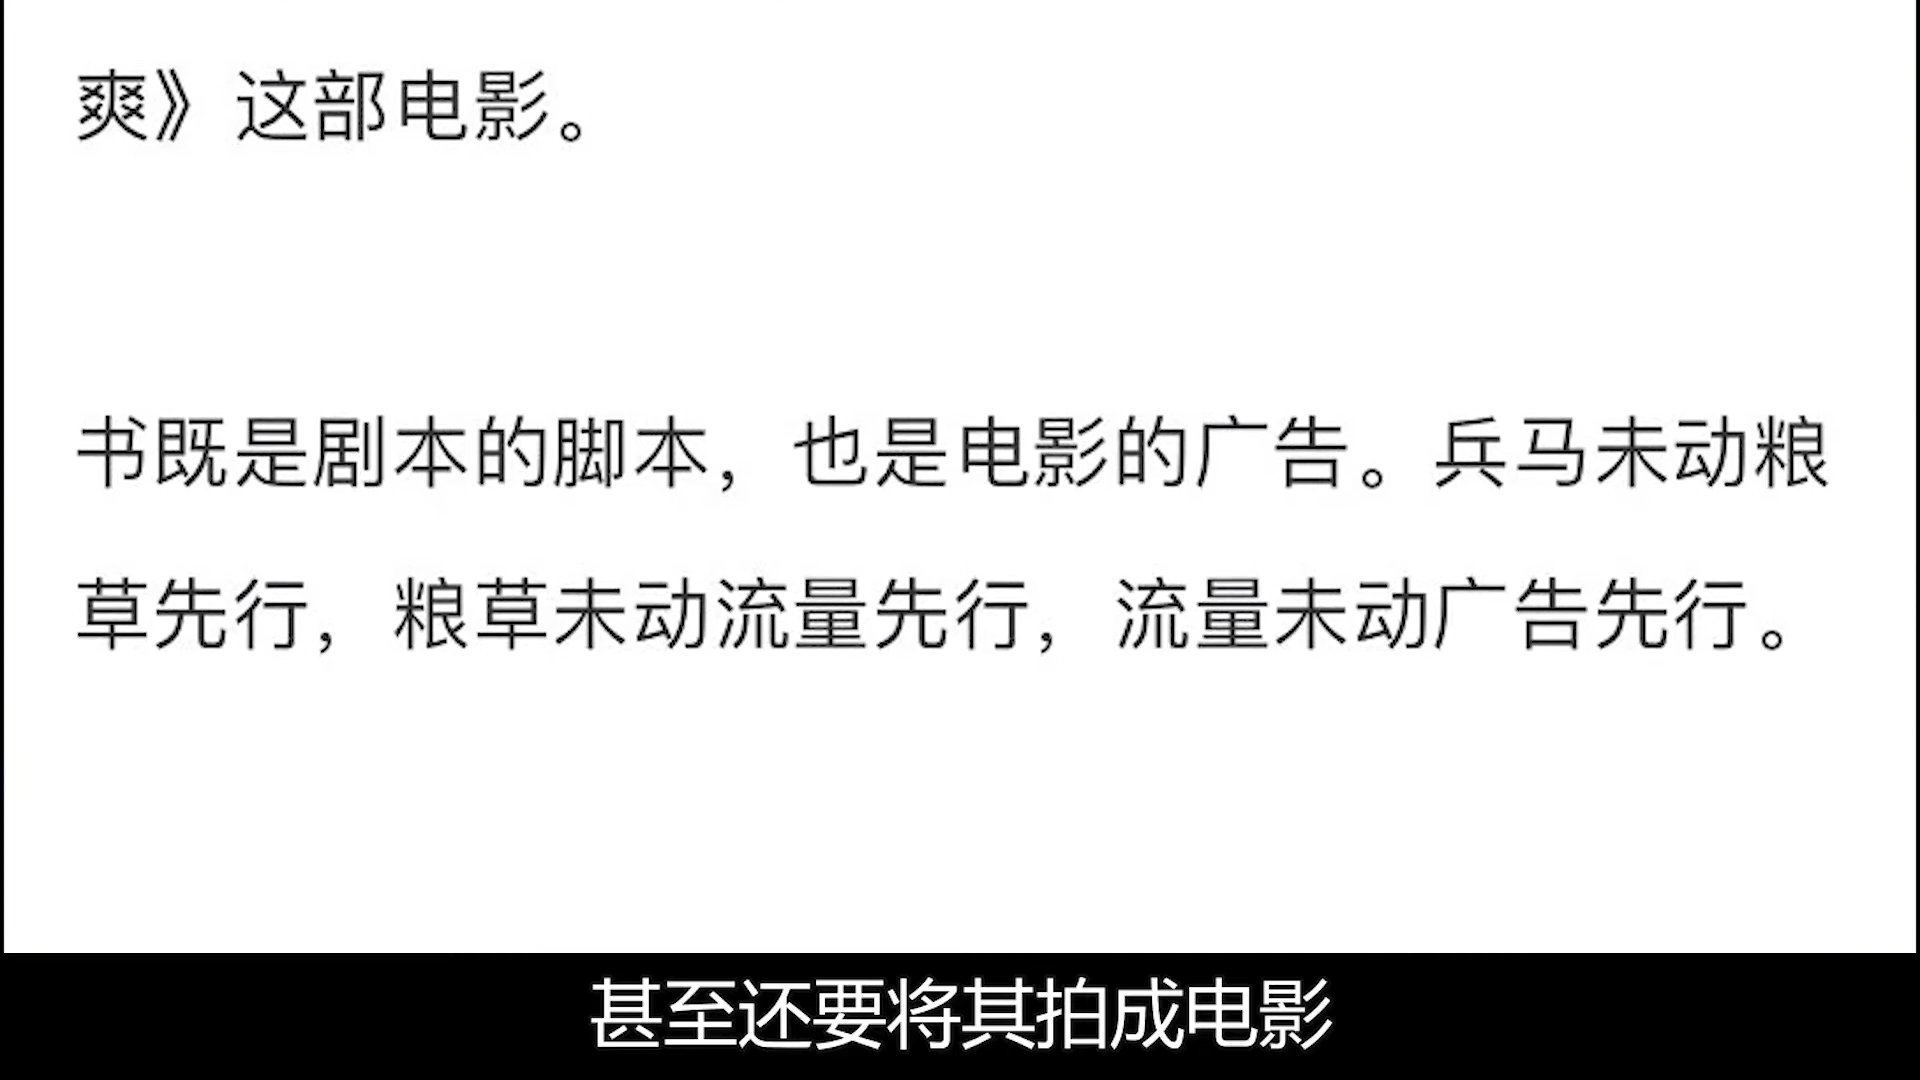 爽》这部电影。
书既是剧本的脚本，也是电影的广告。兵马未动粮
草先行，粮草未动流量先行，流量未动广告先行。
甚至还要将其拍成电影